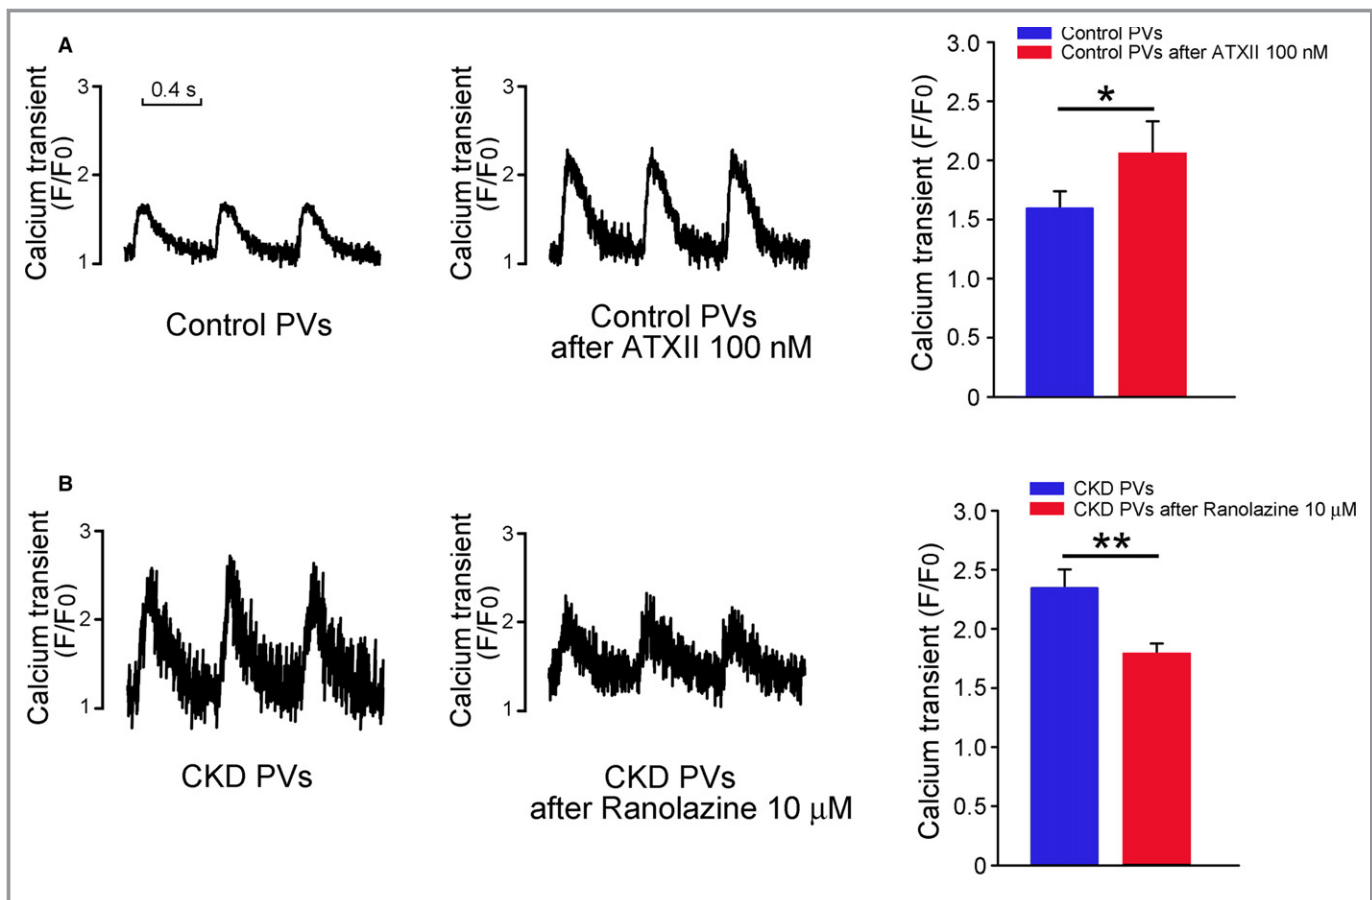 A
Calcium transient
(F/F0)
3
2
1
0.4 s
Control PVs
Calcium transient
(F/F0)
3
2
1
Control PVs
after ATXII 100 nM
Control PVs
Control PVs after ATXII 100 nM
Calcium transient (F/F0)
3.0
2.5
2.0
1.5
1.0
0.5
0
*
B
Calcium transient
(F/F0)
3
2
1
CKD PVs
Calcium transient
(F/F0)
3
2
1
CKD PVs
after Ranolazine 10 μM
CKD PVs
CKD PVs after Ranolazine 10 μM
Calcium transient (F/F0)
3.0
2.5
2.0
1.5
1.0
0.5
0
**